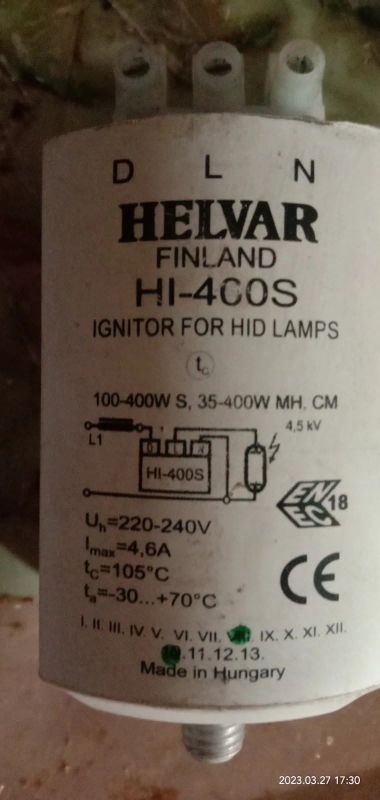 D L N
HELVAR
FINLAND
HI-400S
IGNITOR FOR HID LAMPS
tc
100-400W S, 35-400W MH, CM
4,5 kV
L1
D L N
HI-400S
ENEC 18
Uh=220-240V
Imax=4,6A
tc=105°C
ta=-30...+70°C
CE
I. II. III. IV. V. VI. VII. IX. X. XI. XII.
.11.12.13.
Made in Hungary
2023.03.27 17:30